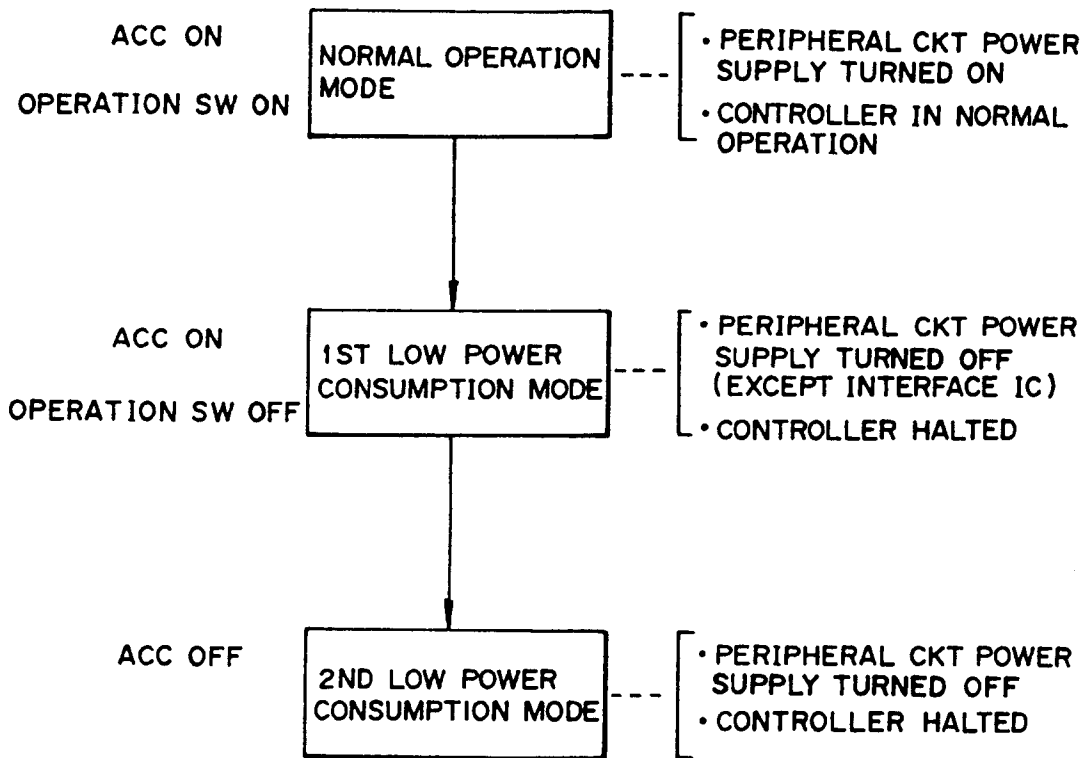 ACC ON
OPERATION SW ON
NORMAL OPERATION
MODE
· PERIPHERAL CKT POWER
SUPPLY TURNED ON
· CONTROLLER IN NORMAL
OPERATION
ACC ON
OPERATION SW OFF
1ST LOW POWER
CONSUMPTION MODE
· PERIPHERAL CKT POWER
SUPPLY TURNED OFF
(EXCEPT INTERFACE IC)
· CONTROLLER HALTED
ACC OFF
2ND LOW POWER
CONSUMPTION MODE
· PERIPHERAL CKT POWER
SUPPLY TURNED OFF
· CONTROLLER HALTED